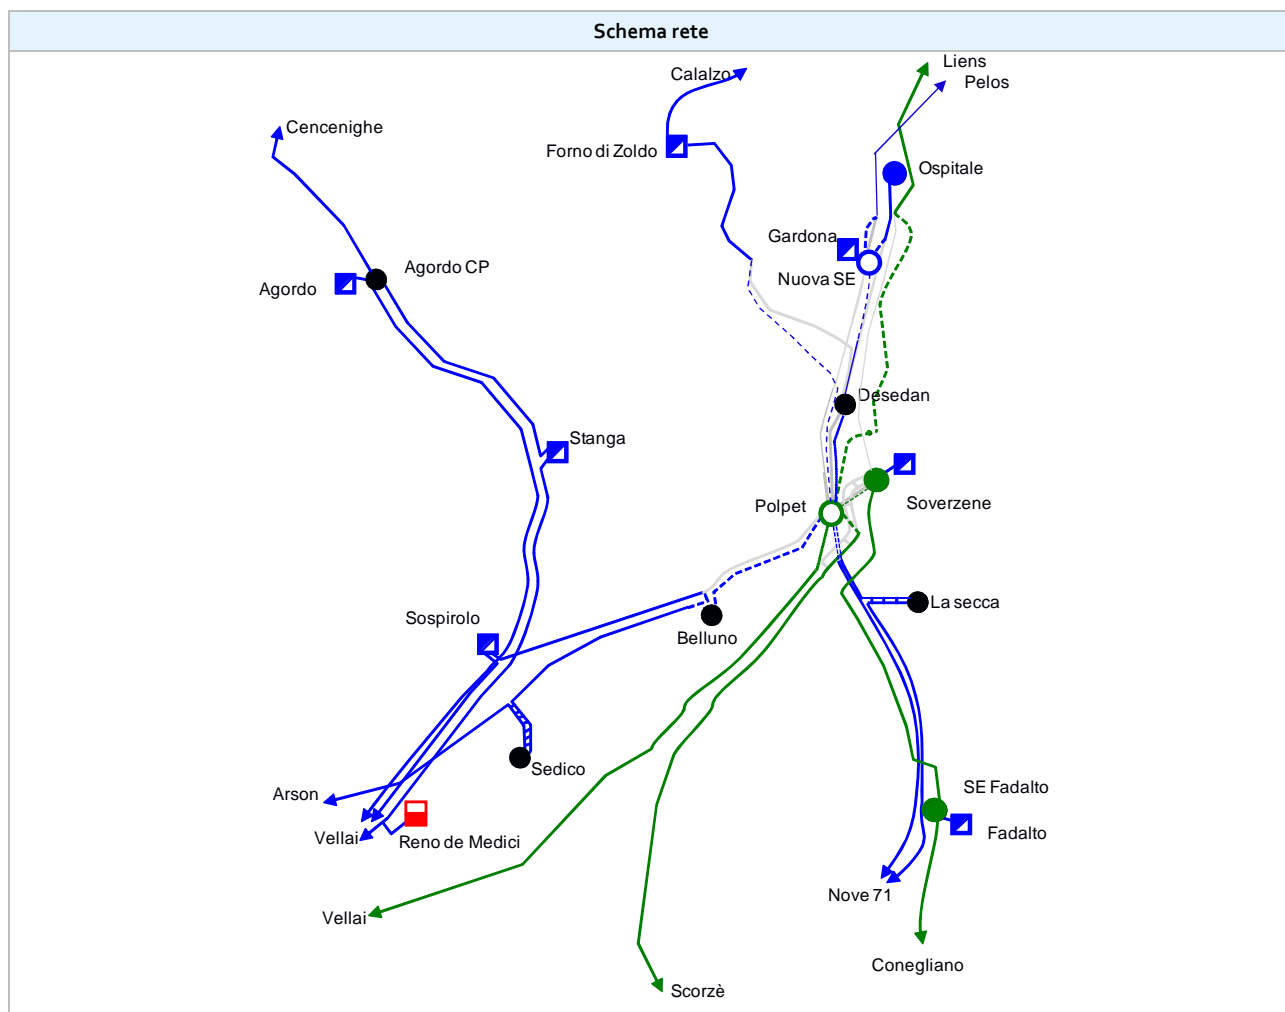 Schema rete
Liens
Calalzo
Pelos
Cencenighe
Forno di Zoldo
Ospitale
Gardona
Agordo CP
Nuova SE
Agordo
Desedan
Stanga
Polpet
Soverzene
La secca
Sospirolo
Belluno
Sedico
SE Fadalto
Arson
Fadalto
Vellai
Reno de Medici
Nove 71
Vellai
Conegliano
Scorzè